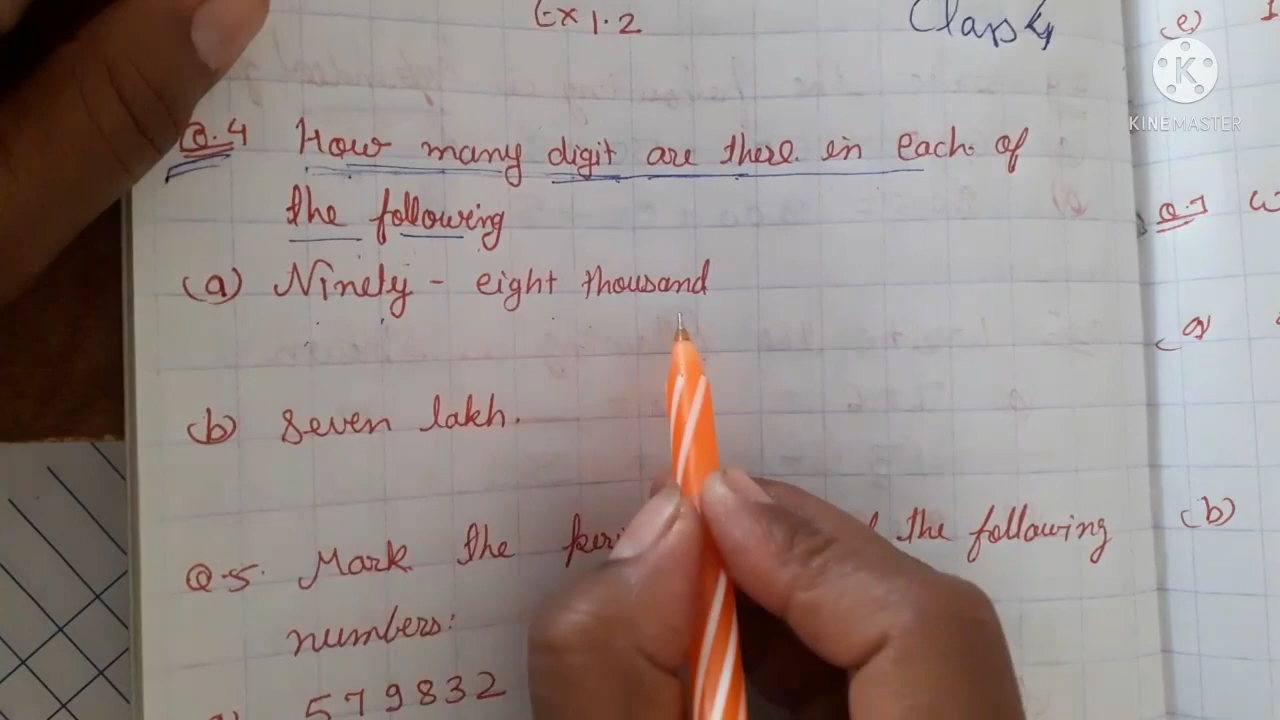 Ex 1.2
Class 4
Q.4 How many digit are there in each of
the following
(a) Ninety - eight thousand
(b) Seven lakh.
Q.5. Mark the the following
numbers:
579832
(e)
K
KINEMASTER
Q.7
(a)
(b)